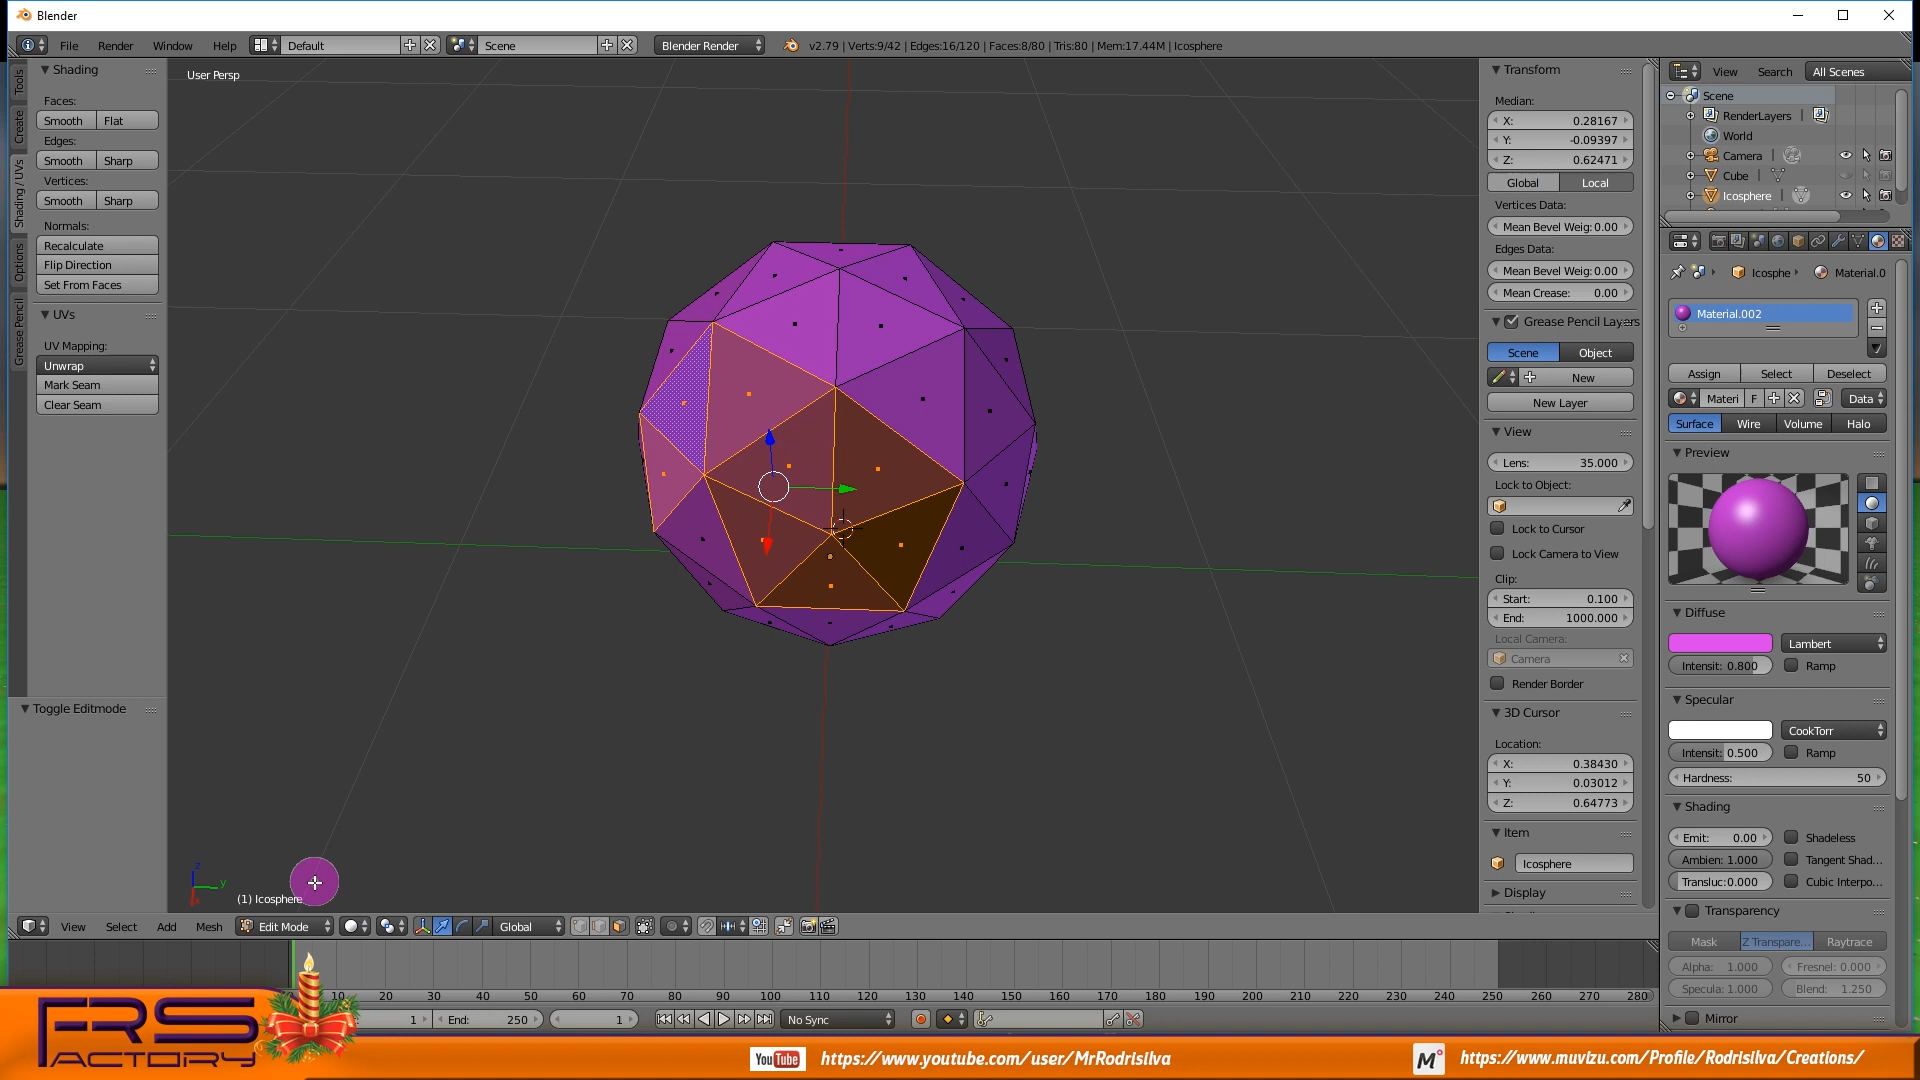 Blender
File Render Window Help Default Scene Blender Render v2.79 | Verts:9/42 | Edges:16/120 | Faces:8/80 | Tris:80 | Mem:17.44M | Icosphere
Tools
Create
Shading / UVs
Options
Grease Pencil
Shading
Faces:
Smooth Flat
Edges:
Smooth Sharp
Vertices:
Smooth Sharp
Normals:
Recalculate
Flip Direction
Set From Faces
UVs
UV Mapping:
Unwrap
Mark Seam
Clear Seam
Toggle Editmode
User Persp
z
y
(1) Icosphere
Transform
Median:
X: 0.28167
Y: -0.09397
Z: 0.62471
Global Local
Vertices Data:
Mean Bevel Weig: 0.00
Edges Data:
Mean Bevel Weig: 0.00
Mean Crease: 0.00
Grease Pencil Layers
Scene Object
New
New Layer
View
Lens: 35.000
Lock to Object:
Lock to Cursor
Lock Camera to View
Clip:
Start: 0.100
End: 1000.000
Local Camera:
Camera
Render Border
3D Cursor
Location:
X: 0.38430
Y: 0.03012
Z: 0.64773
Item
Icosphere
Display
View Search All Scenes
Scene
RenderLayers
World
Camera
Cube
Icosphere
Icosphe Material.0
Material.002
Assign Select Deselect
Materi F Data
Surface Wire Volume Halo
Preview
Diffuse
Lambert
Intensit: 0.800 Ramp
Specular
CookTorr
Intensit: 0.500 Ramp
Hardness: 50
Shading
Emit: 0.00 Shadeless
Ambien: 1.000 Tangent Shad...
Transluc:0.000 Cubic Interpo...
Transparency
Mask Z Transpare... Raytrace
Alpha: 1.000 Fresnel: 0.000
Specula: 1.000 Blend: 1.250
Mirror
View Select Add Mesh Edit Mode Global
10 20 30 40 50 60 70 80 90 100 110 120 130 140 150 160 170 180 190 200 210 220 230 240 250 260 270 280
1 End: 250 1 No Sync
FRS
FACTORY
YouTube https://www.youtube.com/user/MrRodrisilva
M https://www.muvizu.com/Profile/Rodrisilva/Creations/